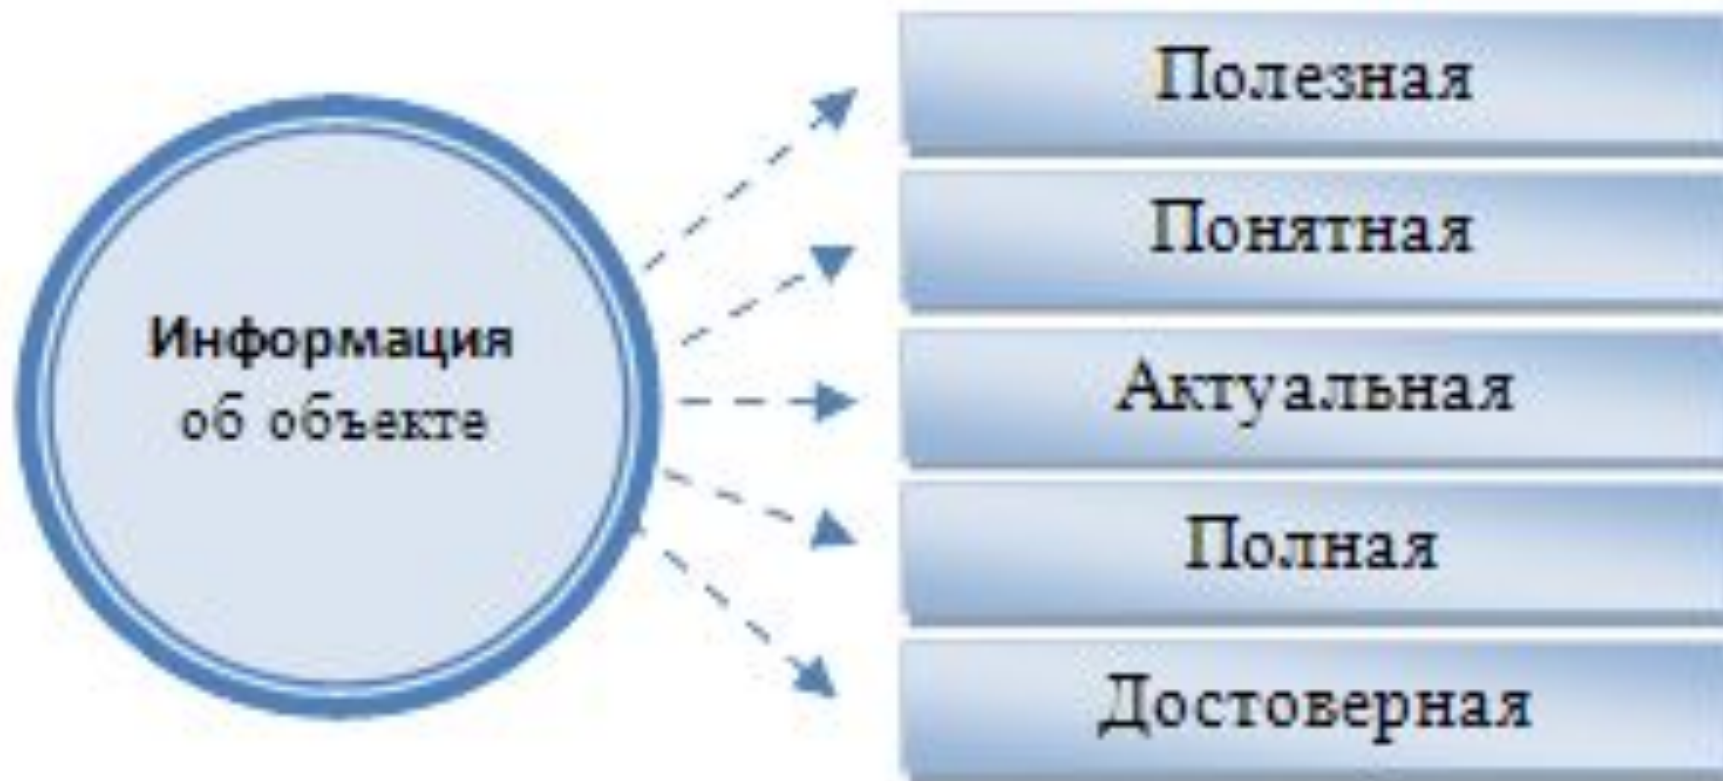 Информация
об объекте
Полезная
Понятная
Актуальная
Полная
Достоверная